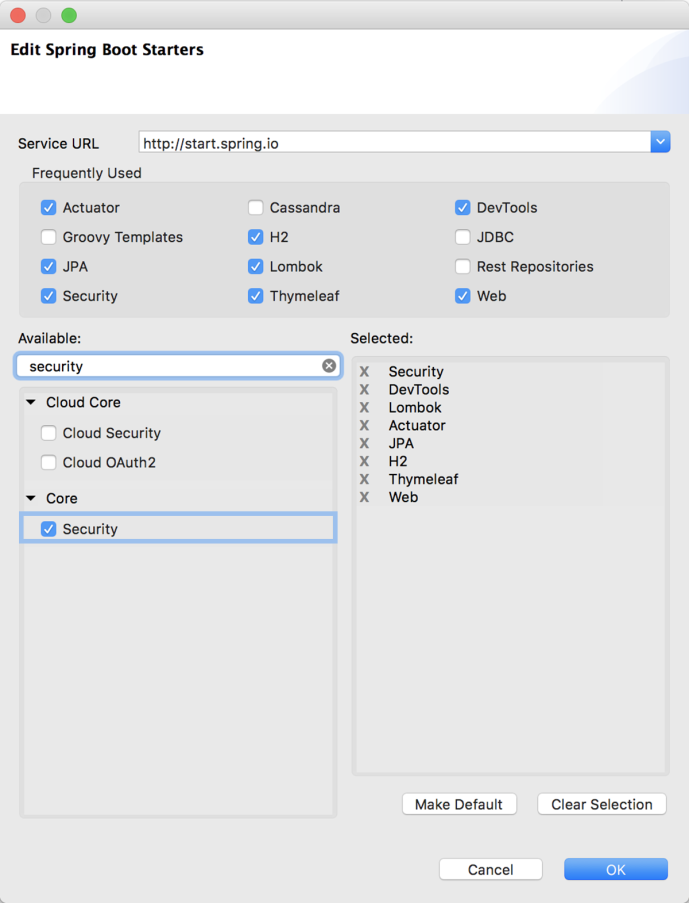 Edit Spring Boot Starters
Service URL http://start.spring.io
Frequently Used
Actuator Cassandra DevTools
Groovy Templates H2 JDBC
JPA Lombok Rest Repositories
Security Thymeleaf Web
Available:
security
Cloud Core
Cloud Security
Cloud OAuth2
Core
Security
Selected:
X Security
X DevTools
X Lombok
X Actuator
X JPA
X H2
X Thymeleaf
X Web
Make Default Clear Selection
Cancel OK